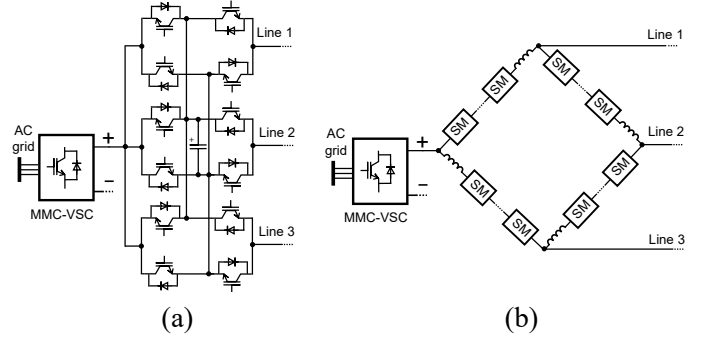 Line 1
Line 2
Line 3
AC
grid
+
−
MMC-VSC
+
(a)
Line 1
Line 2
Line 3
AC
grid
+
−
MMC-VSC
SM
SM
SM
SM
SM
SM
SM
SM
(b)